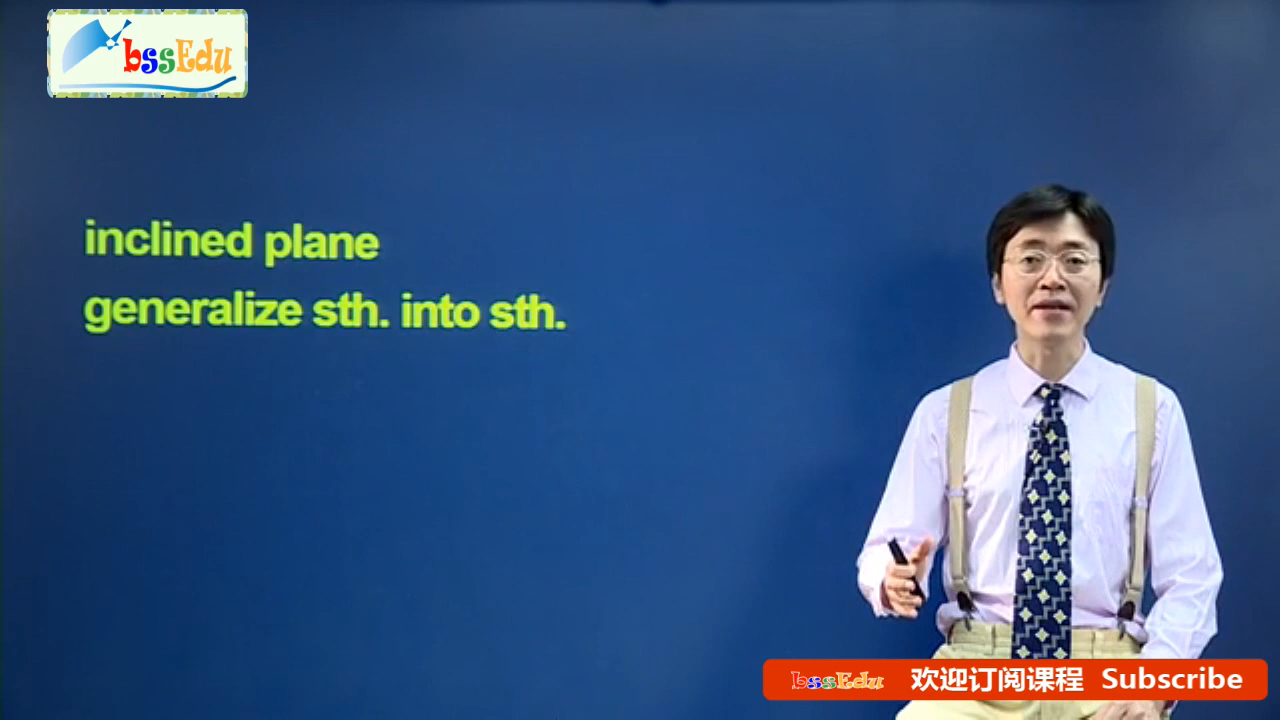 bssEdu
inclined plane
generalize sth. into sth.
bssEdu 欢迎订阅课程 Subscribe